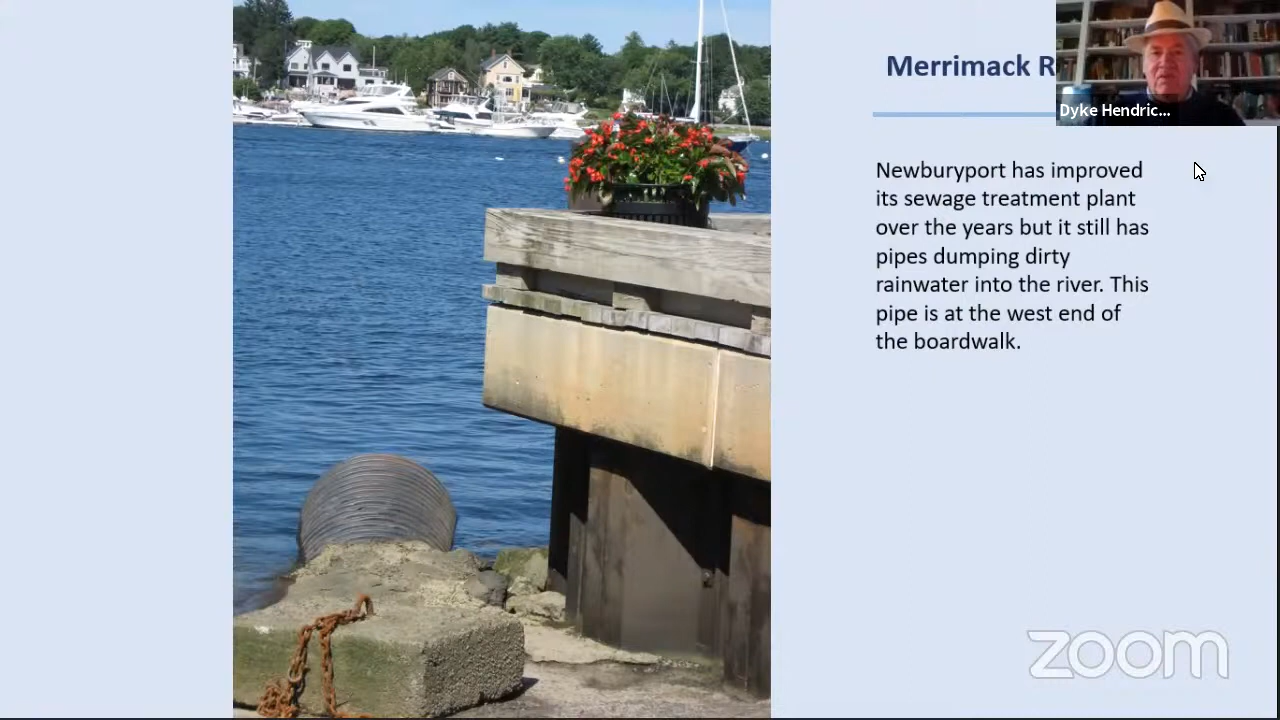 Merrimack R
Dyke Hendric...
Newburyport has improved
its sewage treatment plant
over the years but it still has
pipes dumping dirty
rainwater into the river. This
pipe is at the west end of
the boardwalk.
zoom